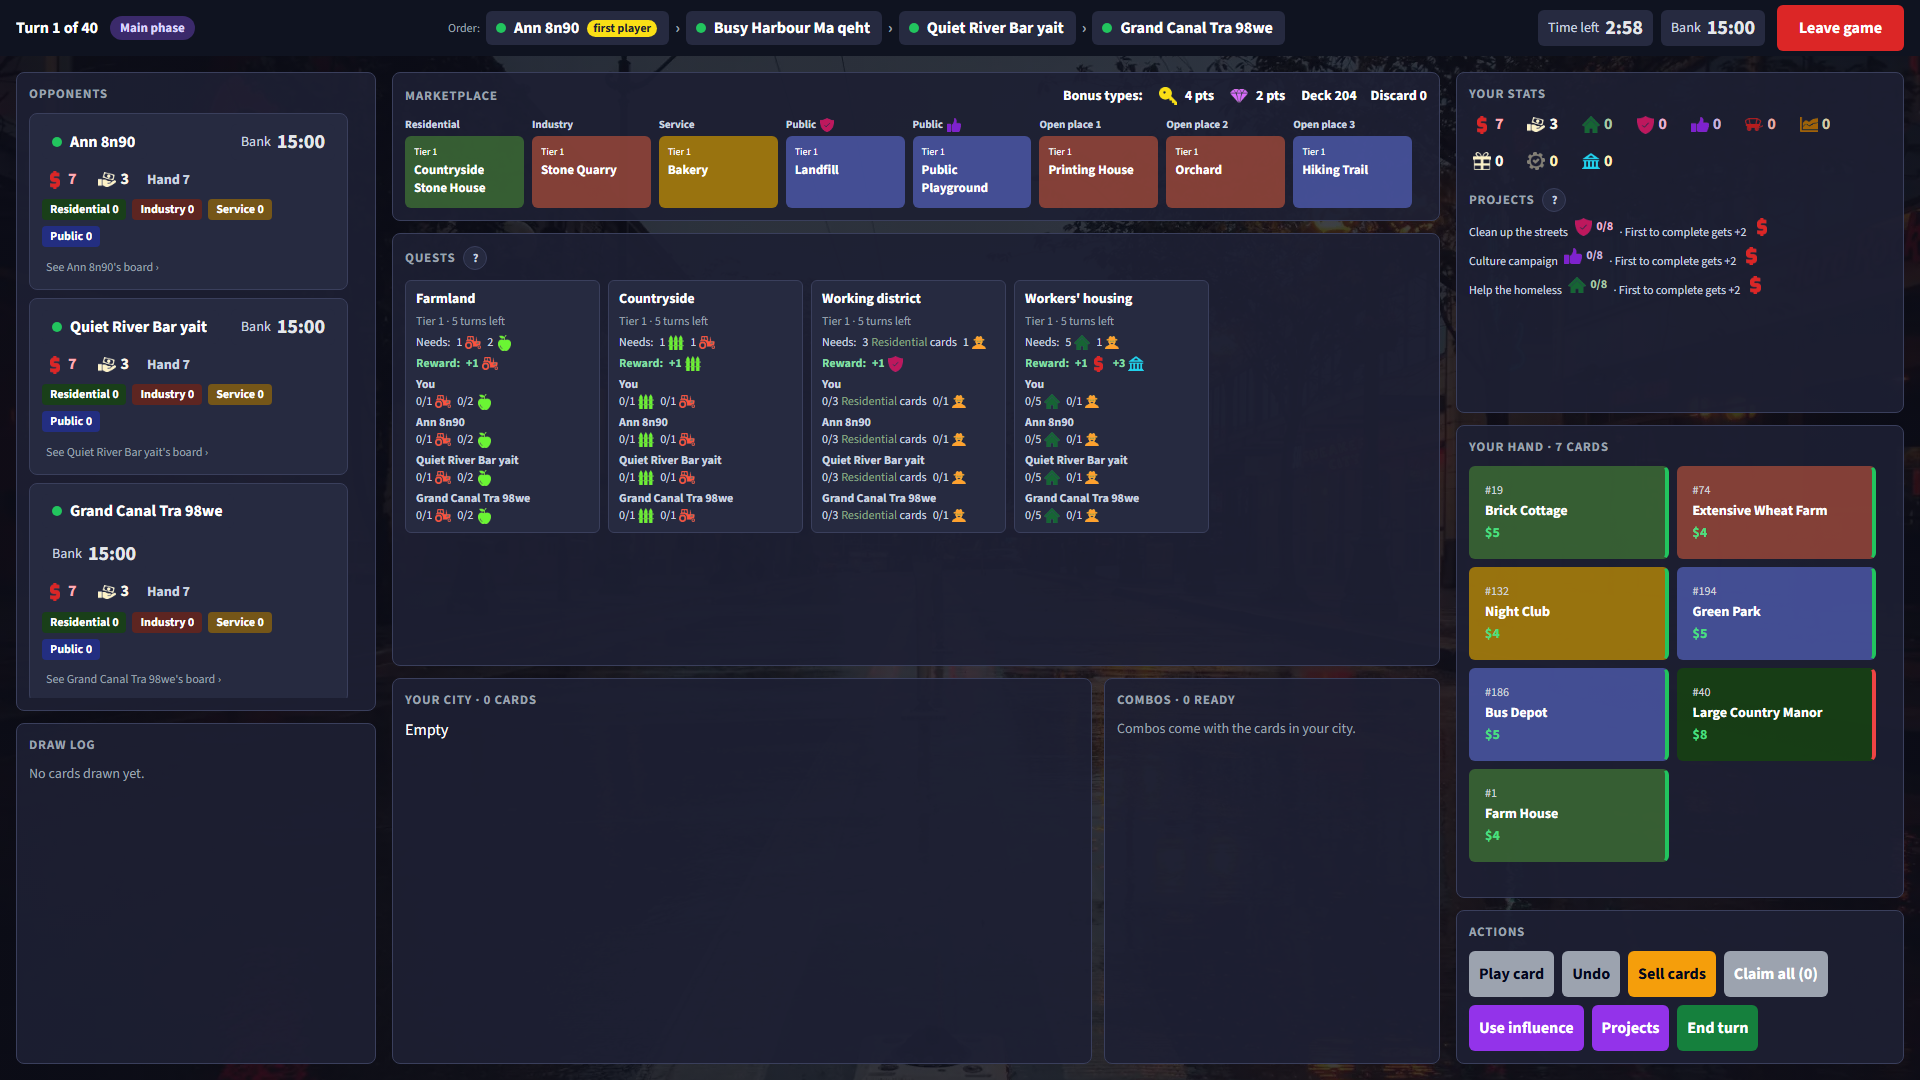 Turn 1 of 40 Main phase
Order: Ann 8n90 first player › Busy Harbour Ma qeht › Quiet River Bar yait › Grand Canal Tra 98we
Time left 2:58 Bank 15:00 Leave game
OPPONENTS
Ann 8n90 Bank 15:00
7 3 Hand 7
Residential 0 Industry 0 Service 0
Public 0
See Ann 8n90's board ›
Quiet River Bar yait Bank 15:00
7 3 Hand 7
Residential 0 Industry 0 Service 0
Public 0
See Quiet River Bar yait's board ›
Grand Canal Tra 98we
Bank 15:00
7 3 Hand 7
Residential 0 Industry 0 Service 0
Public 0
See Grand Canal Tra 98we's board ›
DRAW LOG
No cards drawn yet.
MARKETPLACE
Bonus types: 4 pts 2 pts Deck 204 Discard 0
Residential Industry Service Public Public Open place 1 Open place 2 Open place 3
Tier 1 Tier 1 Tier 1 Tier 1 Tier 1 Tier 1 Tier 1 Tier 1
Countryside Stone House
Stone Quarry
Bakery
Landfill
Public Playground
Printing House
Orchard
Hiking Trail
QUESTS ?
Farmland
Tier 1 · 5 turns left
Needs: 1 2
Reward: +1
You
0/1 0/2
Ann 8n90
0/1 0/2
Quiet River Bar yait
0/1 0/2
Grand Canal Tra 98we
0/1 0/2
Countryside
Tier 1 · 5 turns left
Needs: 1 1
Reward: +1
You
0/1 0/1
Ann 8n90
0/1 0/1
Quiet River Bar yait
0/1 0/1
Grand Canal Tra 98we
0/1 0/1
Working district
Tier 1 · 5 turns left
Needs: 3 Residential cards 1
Reward: +1
You
0/3 Residential cards 0/1
Ann 8n90
0/3 Residential cards 0/1
Quiet River Bar yait
0/3 Residential cards 0/1
Grand Canal Tra 98we
0/3 Residential cards 0/1
Workers' housing
Tier 1 · 5 turns left
Needs: 5 1
Reward: +1 +3
You
0/5 0/1
Ann 8n90
0/5 0/1
Quiet River Bar yait
0/5 0/1
Grand Canal Tra 98we
0/5 0/1
YOUR CITY · 0 CARDS
Empty
COMBOS · 0 READY
Combos come with the cards in your city.
YOUR STATS
7 3 0 0 0 0 0
0 0 0
PROJECTS ?
Clean up the streets 0/8 · First to complete gets +2
Culture campaign 0/8 · First to complete gets +2
Help the homeless 0/8 · First to complete gets +2
YOUR HAND · 7 CARDS
#19
Brick Cottage
$5
#74
Extensive Wheat Farm
$4
#132
Night Club
$4
#194
Green Park
$5
#186
Bus Depot
$5
#40
Large Country Manor
$8
#1
Farm House
$4
ACTIONS
Play card Undo Sell cards Claim all (0)
Use influence Projects End turn